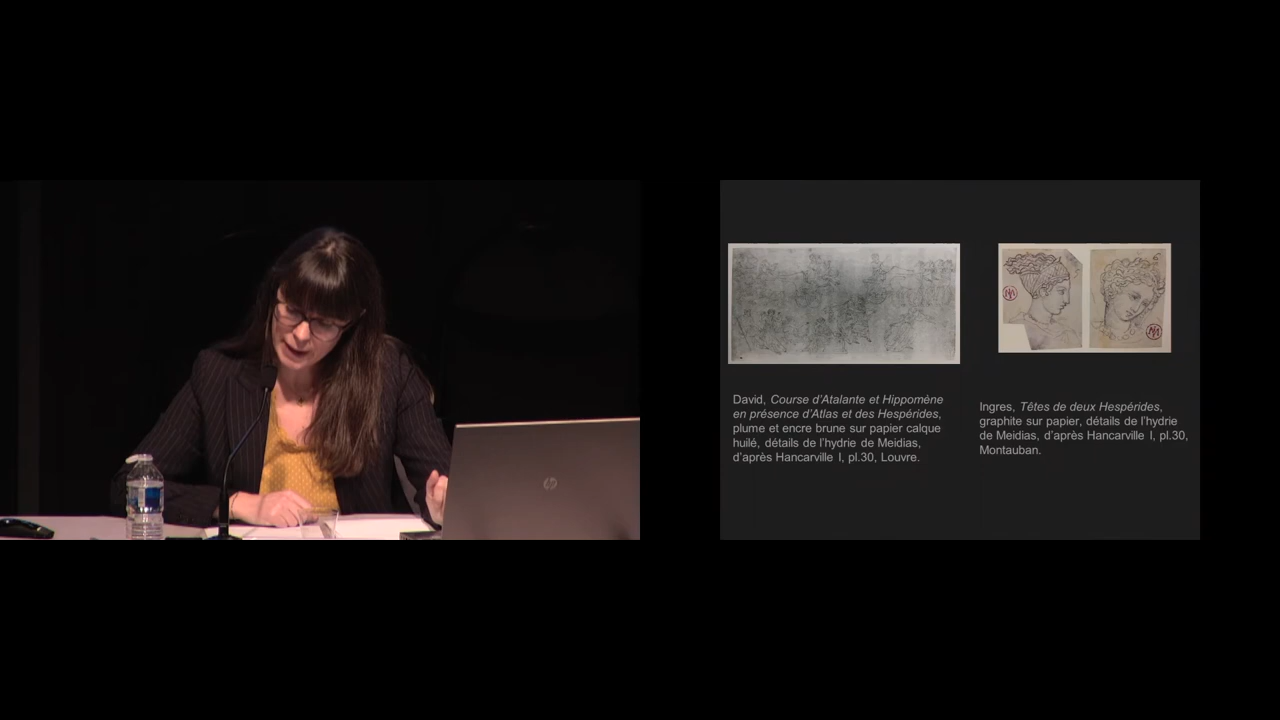 David, Course d'Atalante et Hippomène
en présence d'Atlas et des Hespérides,
plume et encre brune sur papier calque
huilé, détails de l'hydrie de Meidias,
d'après Hancarville I, pl.30, Louvre.
Ingres, Têtes de deux Hespérides,
graphite sur papier, détails de l'hydrie
de Meidias, d'après Hancarville I, pl.30,
Montauban.
hp